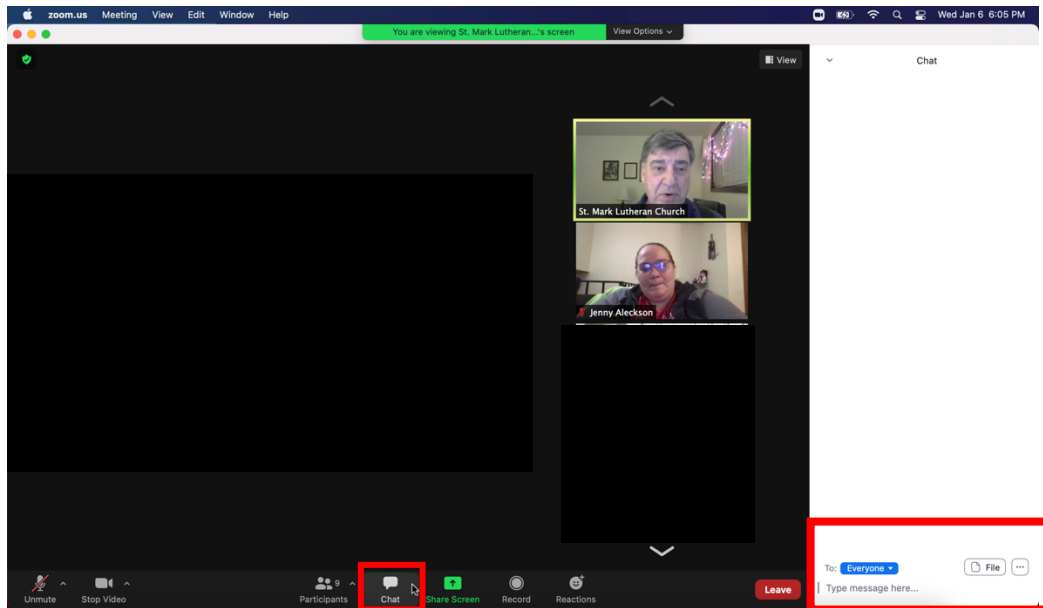 zoom.us Meeting View Edit Window Help Wed Jan 6 6:05 PM
You are viewing St. Mark Lutheran...'s screen View Options
View
Chat
St. Mark Lutheran Church
Jenny Aleckson
To: Everyone File
Type message here...
9
Unmute Stop Video Participants Chat Share Screen Record Reactions Leave